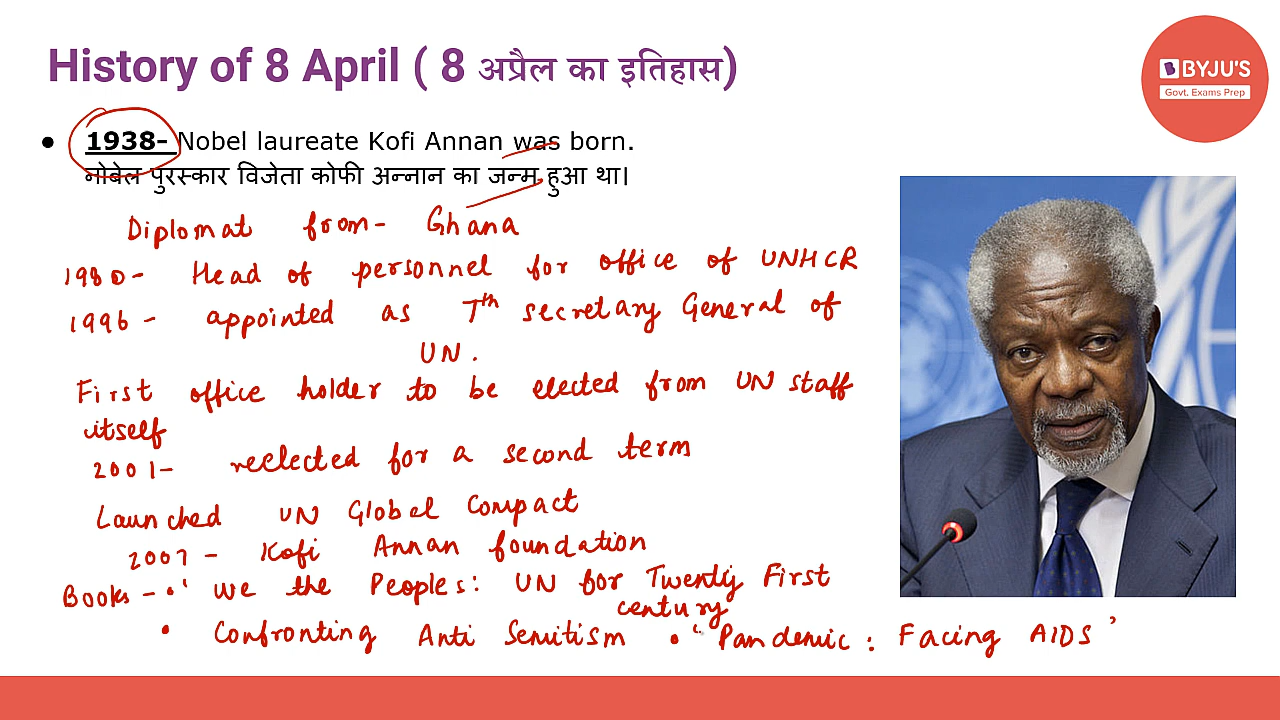 History of 8 April ( 8 अप्रैल का इतिहास)
BYJU'S
Govt. Exams Prep
● 1938- Nobel laureate Kofi Annan was born.
नोबेल पुरस्कार विजेता कोफी अन्नान का जन्म हुआ था।
Diplomat from- Ghana
1980- Head of personnel for office of UNHCR
1996 - appointed as 7th secretary General of
UN.
First office holder to be elected from UN staff
itself
2001- reelected for a second term
Launched UN Global Compact
2007 - Kofi Annan foundation
Books - • ' we the Peoples: UN for Twenty First
century
• Confronting Anti Semitism • ' Pandemic : Facing AIDS '